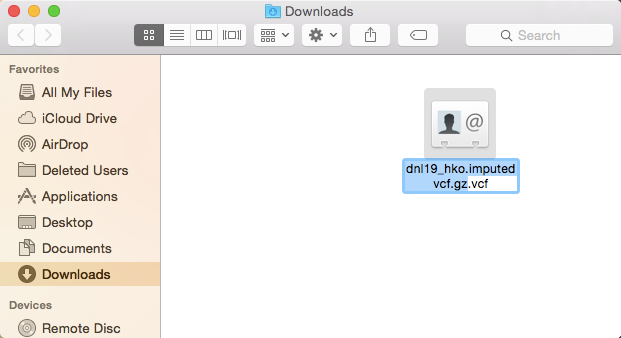 Downloads
Search
Favorites
All My Files
iCloud Drive
AirDrop
Deleted Users
Applications
Desktop
Documents
Downloads
Devices
Remote Disc
@
dnl19_hko.imputed
vcf.gz.vcf